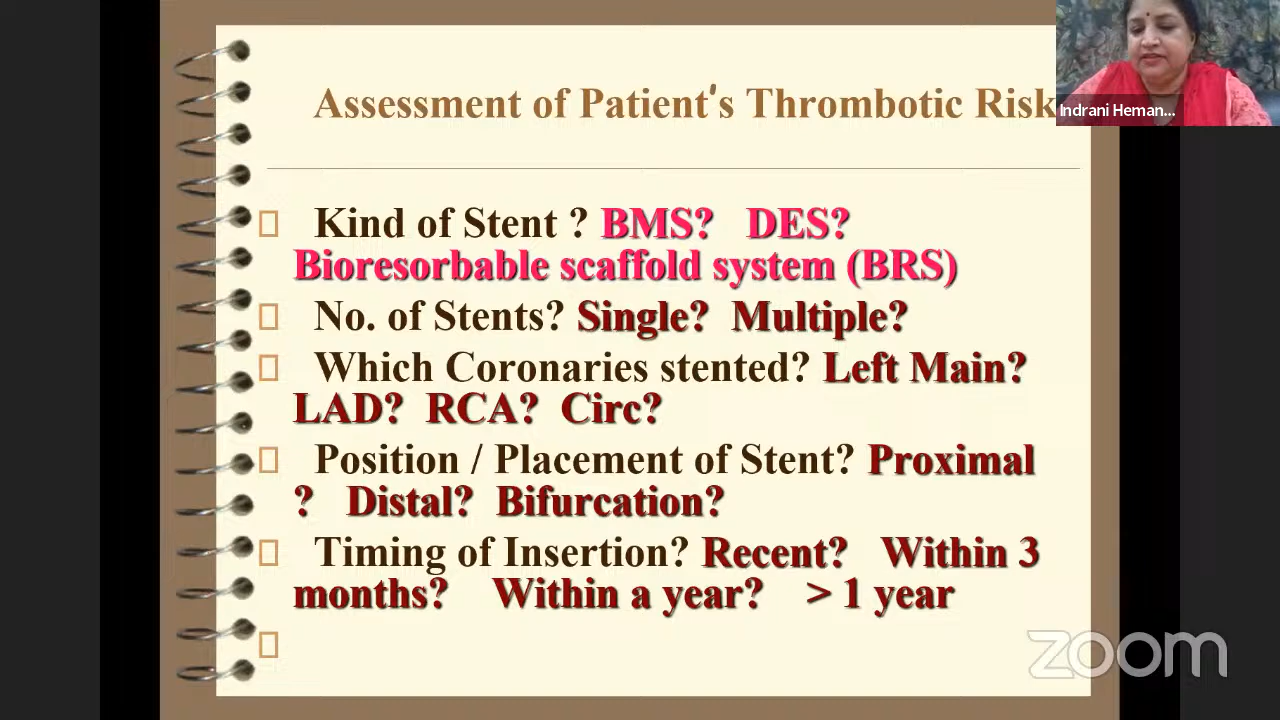 Assessment of Patient's Thrombotic Risk
Indrani Heman...
Kind of Stent ? BMS? DES?
Bioresorbable scaffold system (BRS)
No. of Stents? Single? Multiple?
Which Coronaries stented? Left Main?
LAD? RCA? Circ?
Position / Placement of Stent? Proximal
? Distal? Bifurcation?
Timing of Insertion? Recent? Within 3
months? Within a year? > 1 year
zoom